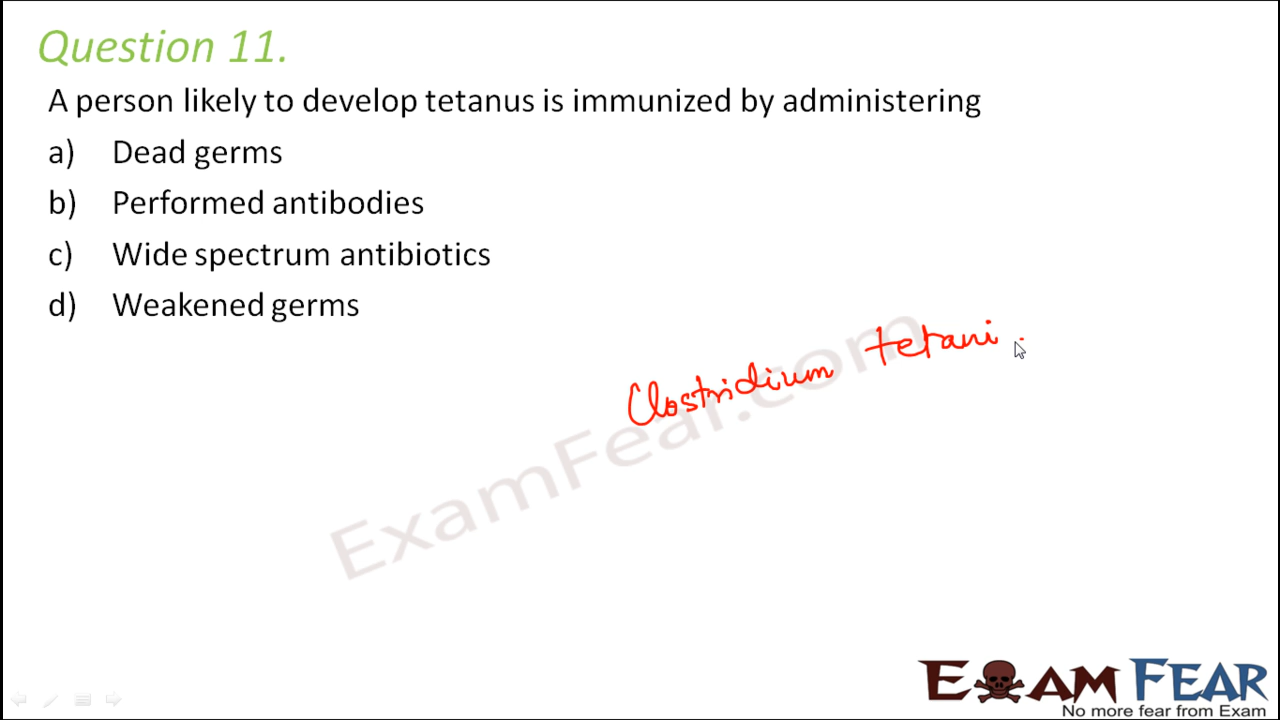 Question 11.
A person likely to develop tetanus is immunized by administering
a) Dead germs
b) Performed antibodies
c) Wide spectrum antibiotics
d) Weakened germs
Clostridium tetani .
ExamFear.com
EXAM FEAR
No more fear from Exam